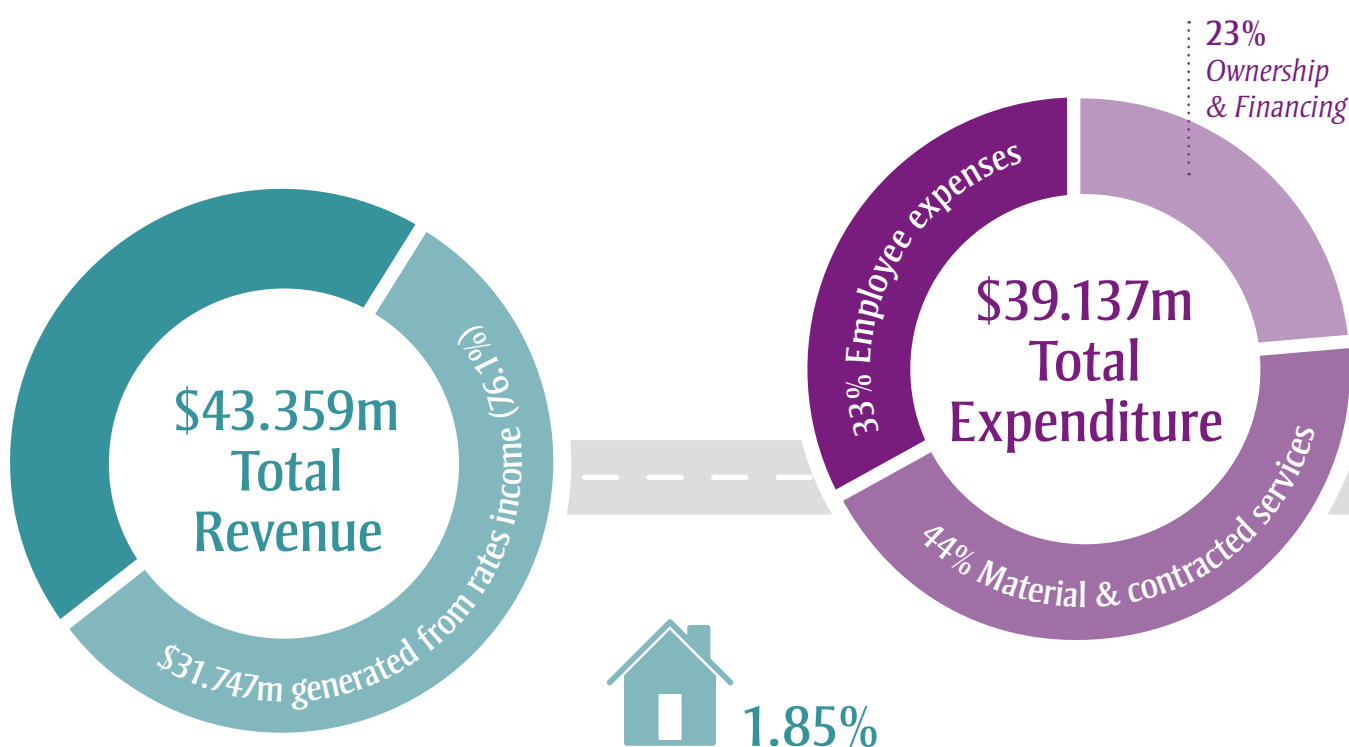 $43.359m
Total
Revenue
$31.747m generated from rates income (76.1%)
23%
Ownership
& Financing
33% Employee expenses
$39.137m
Total
Expenditure
44% Material & contracted services
1.85%